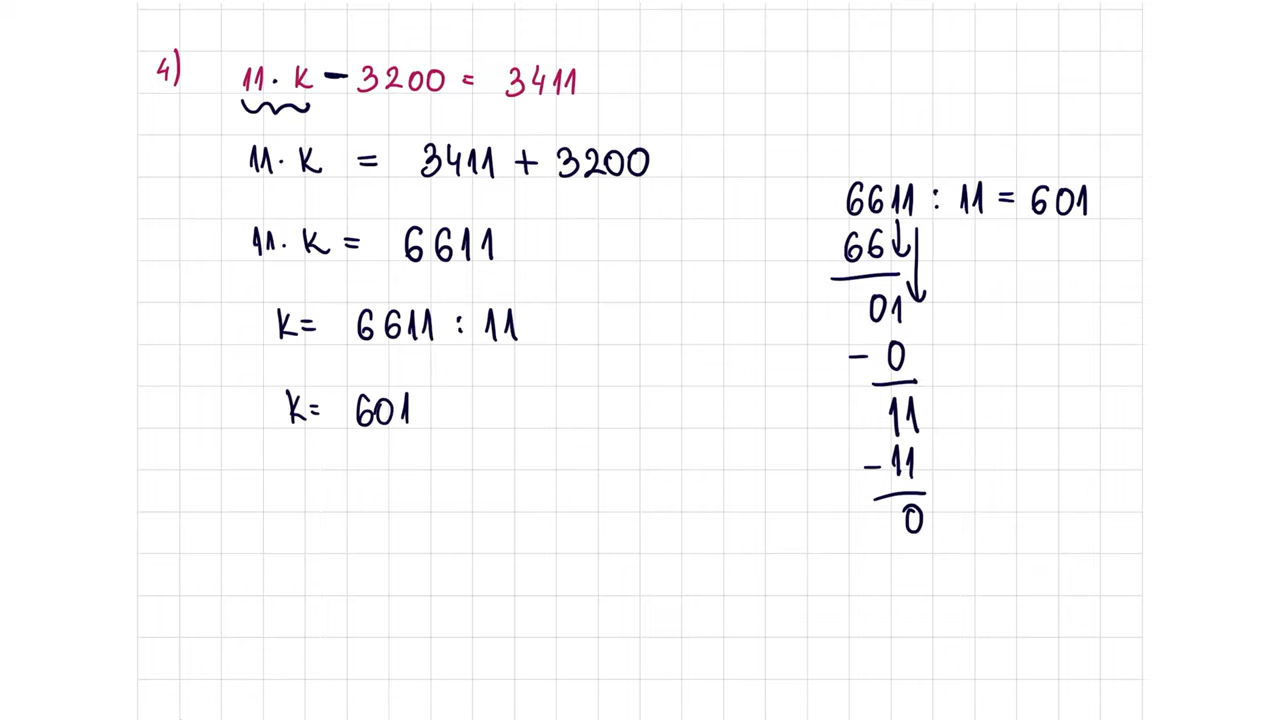 4) 11 · k - 3200 = 3411
11 · k = 3411 + 3200
11 · k = 6611
k = 6611 : 11
k = 601
6611 : 11 = 601
66
01
- 0
11
- 11
0